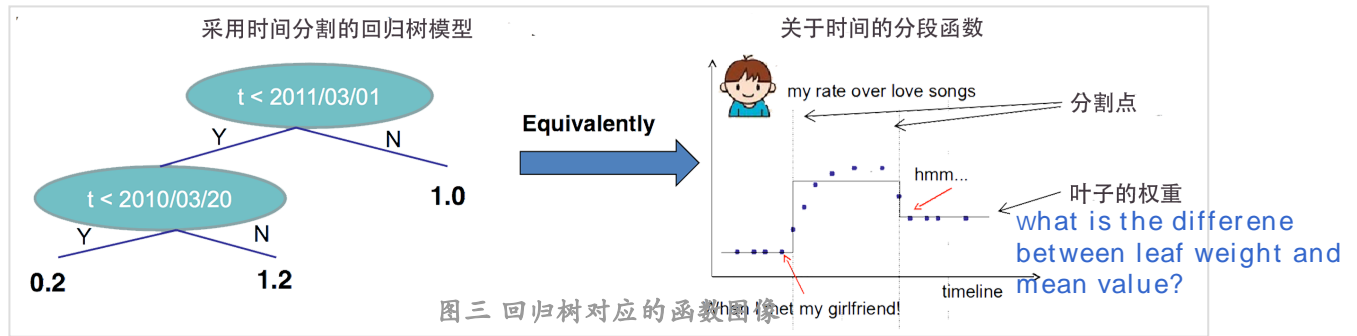 采用时间分割的回归树模型
关于时间的分段函数
t < 2011/03/01
Y
N
t < 2010/03/20
1.0
Y
N
0.2
1.2
Equivalently
my rate over love songs
分割点
hmm...
叶子的权重
what is the differene
between leaf weight and
mean value?
timeline
When I met my girlfriend!
图三 回归树对应的函数图像